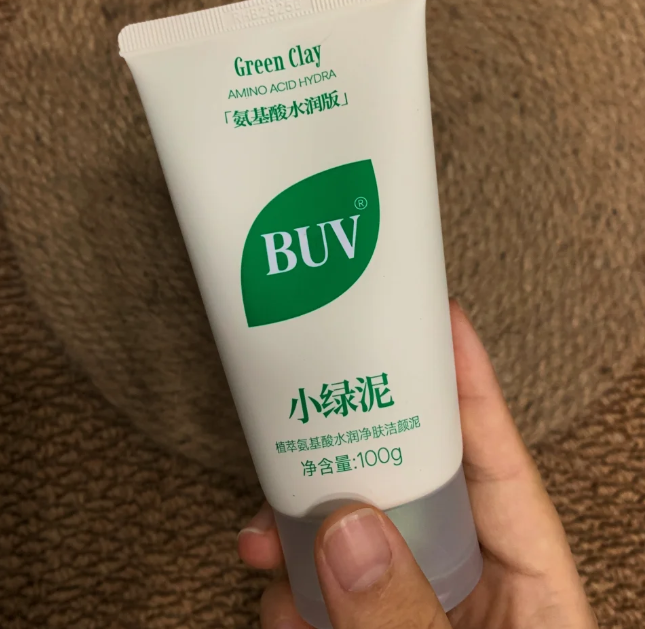 Green Clay
AMINO ACID HYDRA
「氨基酸水润版」
BUV®
小绿泥
植萃氨基酸水润净肤洁颜泥
净含量:100g